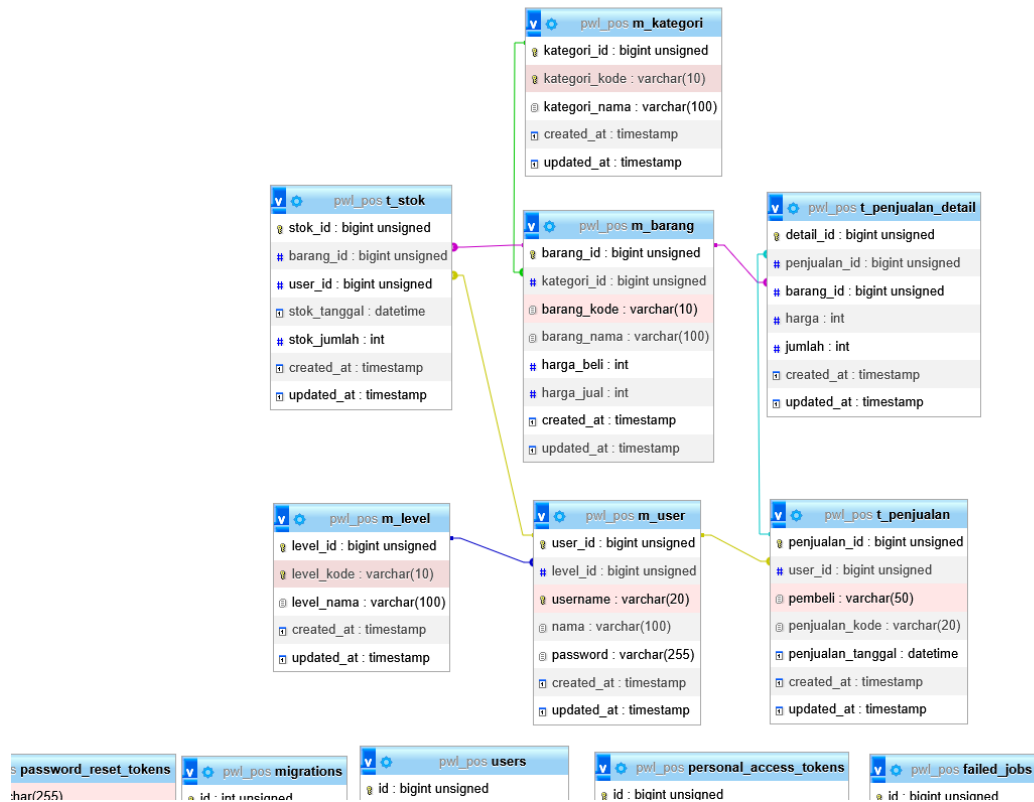 pwl_pos m_kategori
kategori_id : bigint unsigned
kategori_kode : varchar(10)
kategori_nama : varchar(100)
created_at : timestamp
updated_at : timestamp
pwl_pos t_stok
stok_id : bigint unsigned
barang_id : bigint unsigned
user_id : bigint unsigned
stok_tanggal : datetime
stok_jumlah : int
created_at : timestamp
updated_at : timestamp
pwl_pos m_barang
barang_id : bigint unsigned
kategori_id : bigint unsigned
barang_kode : varchar(10)
barang_nama : varchar(100)
harga_beli : int
harga_jual : int
created_at : timestamp
updated_at : timestamp
pwl_pos t_penjualan_detail
detail_id : bigint unsigned
penjualan_id : bigint unsigned
barang_id : bigint unsigned
harga : int
jumlah : int
created_at : timestamp
updated_at : timestamp
pwl_pos m_level
level_id : bigint unsigned
level_kode : varchar(10)
level_nama : varchar(100)
created_at : timestamp
updated_at : timestamp
pwl_pos m_user
user_id : bigint unsigned
level_id : bigint unsigned
username : varchar(20)
nama : varchar(100)
password : varchar(255)
created_at : timestamp
updated_at : timestamp
pwl_pos t_penjualan
penjualan_id : bigint unsigned
user_id : bigint unsigned
pembeli : varchar(50)
penjualan_kode : varchar(20)
penjualan_tanggal : datetime
created_at : timestamp
updated_at : timestamp
s password_reset_tokens
char(255)
pwl_pos migrations
id : int unsigned
pwl_pos users
id : bigint unsigned
pwl_pos personal_access_tokens
id : bigint unsigned
pwl_pos failed_jobs
id : bigint unsigned